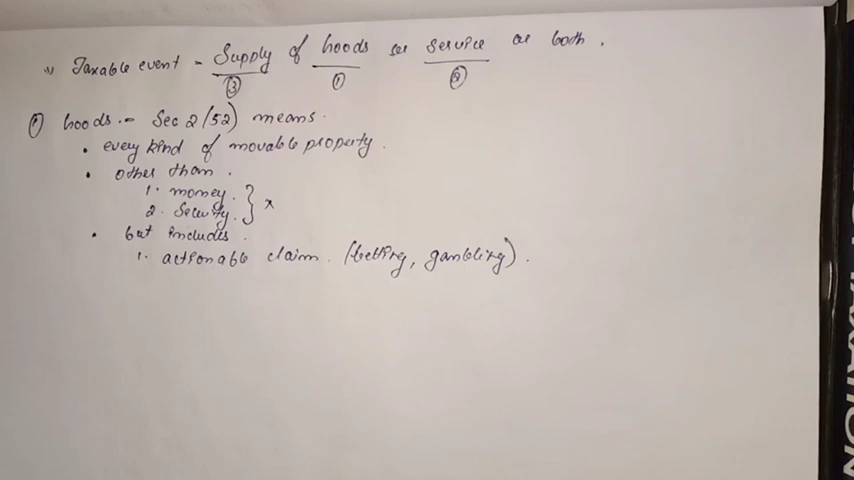 Taxable event - Supply of Goods or Service or both.
③ ① ②
① Goods :- Sec 2(52) means.
• every kind of movable property.
• other than.
1. money. } x
2. Security.
• but includes.
1. actionable claim. (betting, gambling).
TAXATION